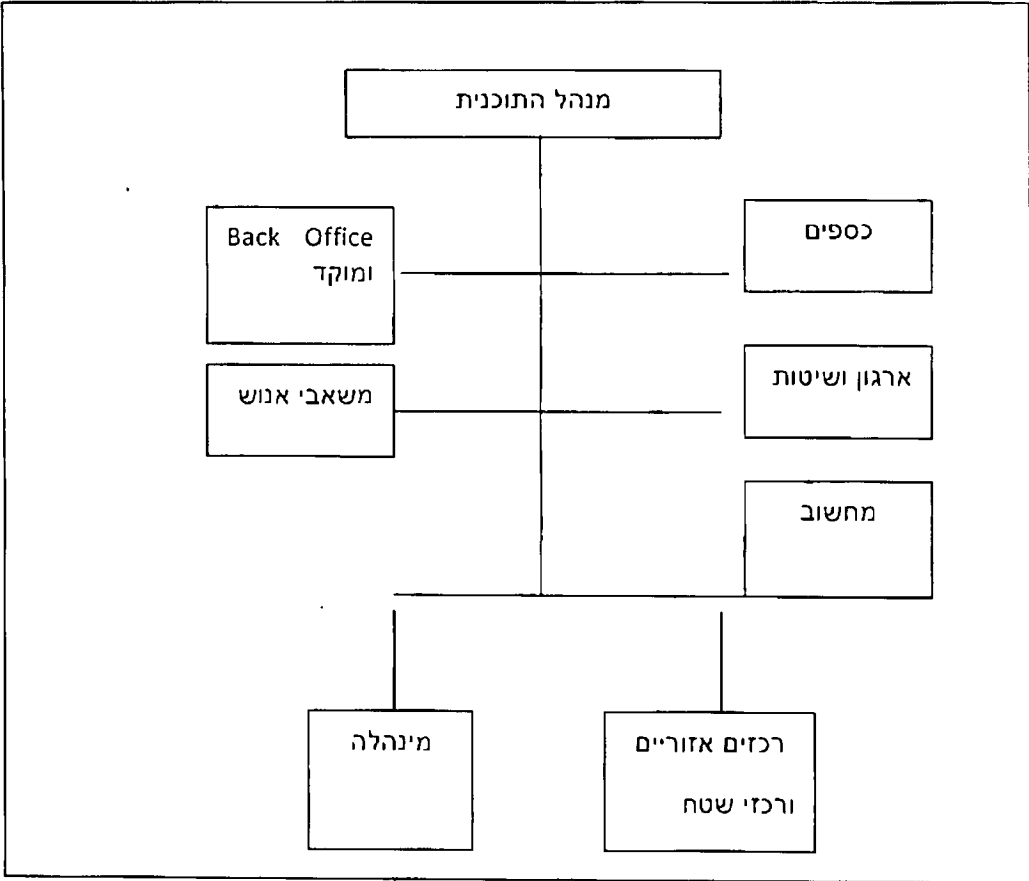 מנהל התוכנית
כספים
Back Office
ומוקד
ארגון ושיטות
משאבי אנוש
מחשוב
רכזים אזוריים
ורכזי שטח
מינהלה